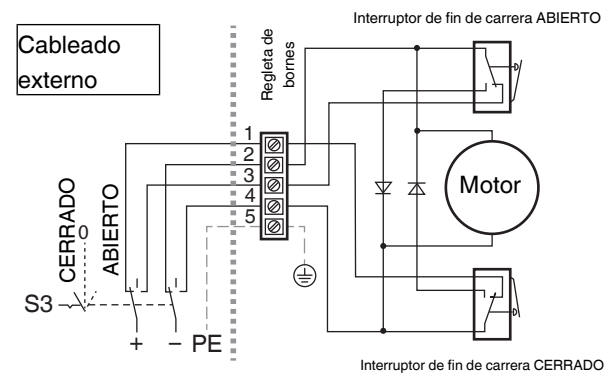 Interruptor de fin de carrera ABIERTO
Cableado
externo
Regleta de
bornes
1
2
3
4
5
Motor
CERRADO
0
ABIERTO
S3
+
–
PE
Interruptor de fin de carrera CERRADO